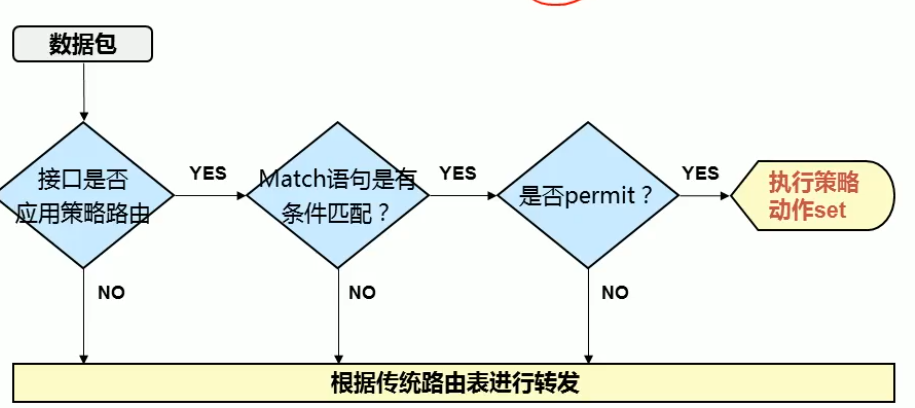 数据包
接口是否
应用策略路由
YES
Match语句是有
条件匹配？
YES
是否permit？
YES
执行策略
动作set
NO
NO
NO
根据传统路由表进行转发